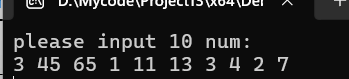 D:\Mycode\Project13\x64\De
please input 10 num:
3 45 65 1 11 13 3 4 2 7